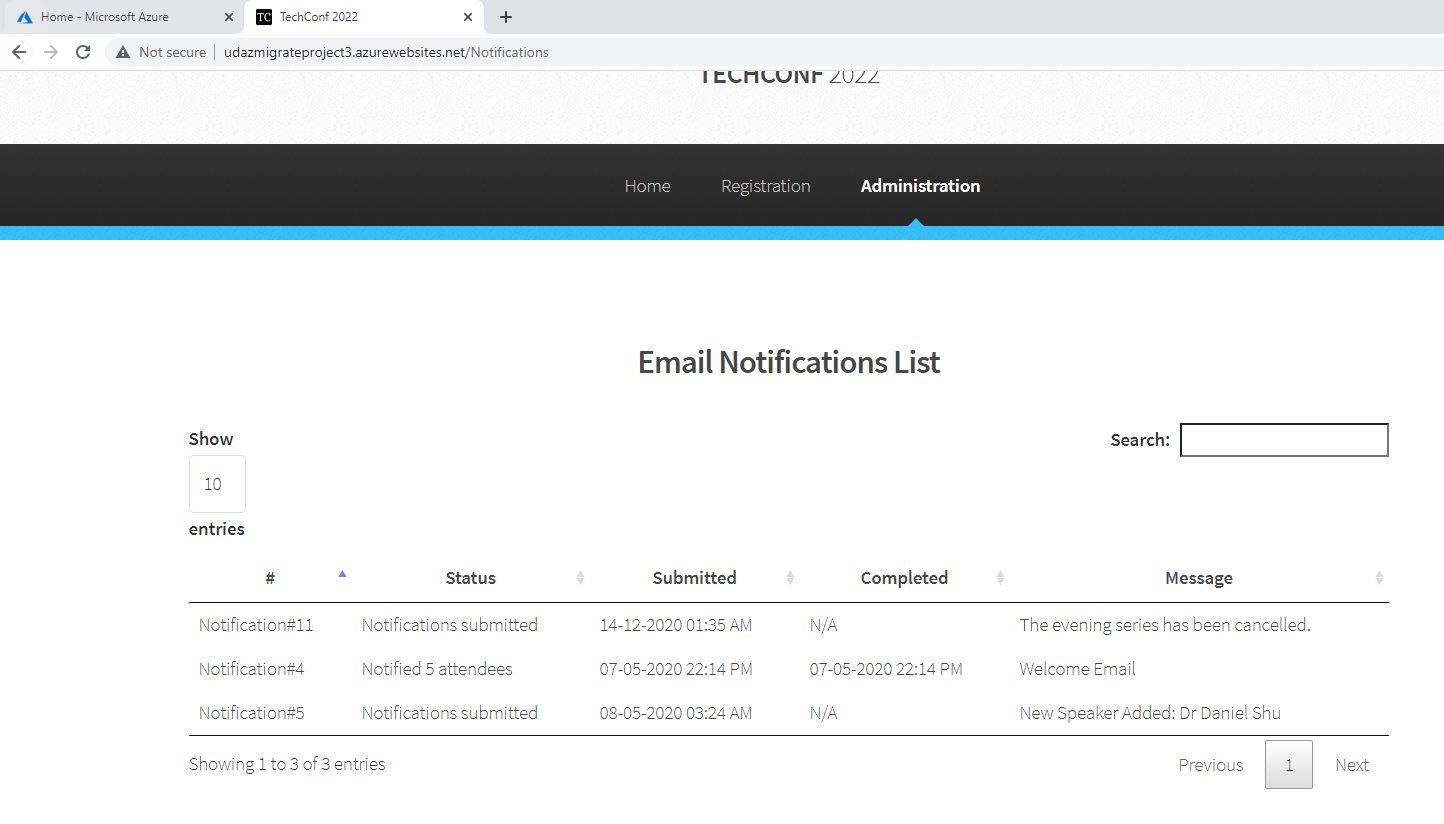 Home - Microsoft Azure
TC TechConf 2022
Not secure udazmigrateproject3.azurewebsites.net/Notifications
TECHCONF 2022
Home Registration Administration
Email Notifications List
Show
10
entries
Search:
# Status Submitted Completed Message
Notification#11 Notifications submitted 14-12-2020 01:35 AM N/A The evening series has been cancelled.
Notification#4 Notified 5 attendees 07-05-2020 22:14 PM 07-05-2020 22:14 PM Welcome Email
Notification#5 Notifications submitted 08-05-2020 03:24 AM N/A New Speaker Added: Dr Daniel Shu
Showing 1 to 3 of 3 entries
Previous 1 Next